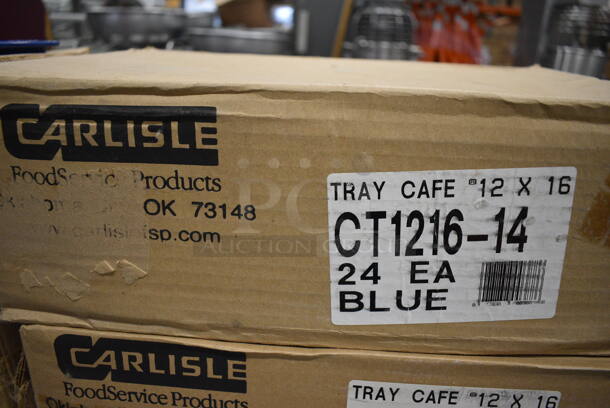 CARLISLE
FoodService Products
OK 73148
TRAY CAFE 12 X 16
CT1216-14
24 EA
BLUE
AUCTION
CARLISLE
FoodService Products
TRAY CAFE 12 X 16